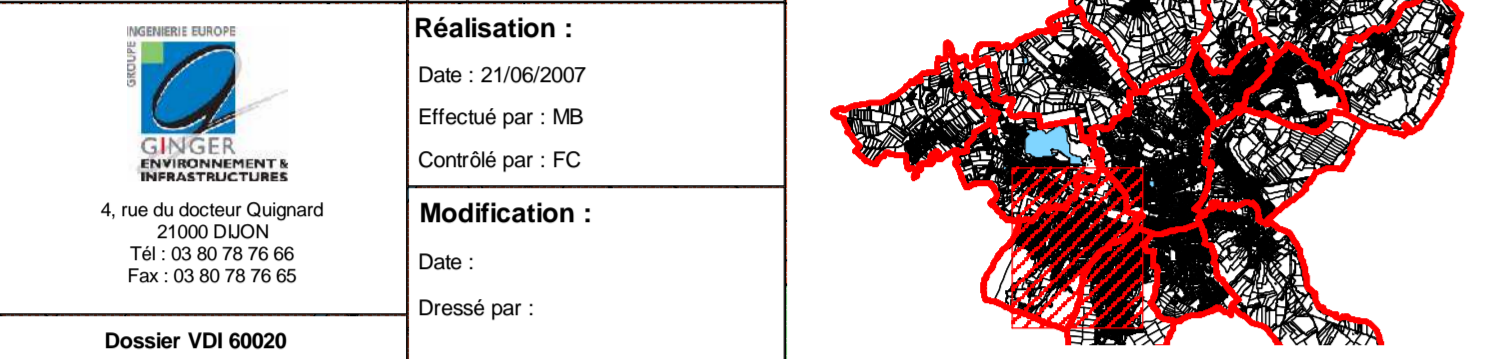 GROUPE
INGENIERIE EUROPE
GINGER
ENVIRONNEMENT &
INFRASTRUCTURES
4, rue du docteur Quignard
21000 DIJON
Tél : 03 80 78 76 66
Fax : 03 80 78 76 65
Dossier VDI 60020
Réalisation :
Date : 21/06/2007
Effectué par : MB
Contrôlé par : FC
Modification :
Date :
Dressé par :